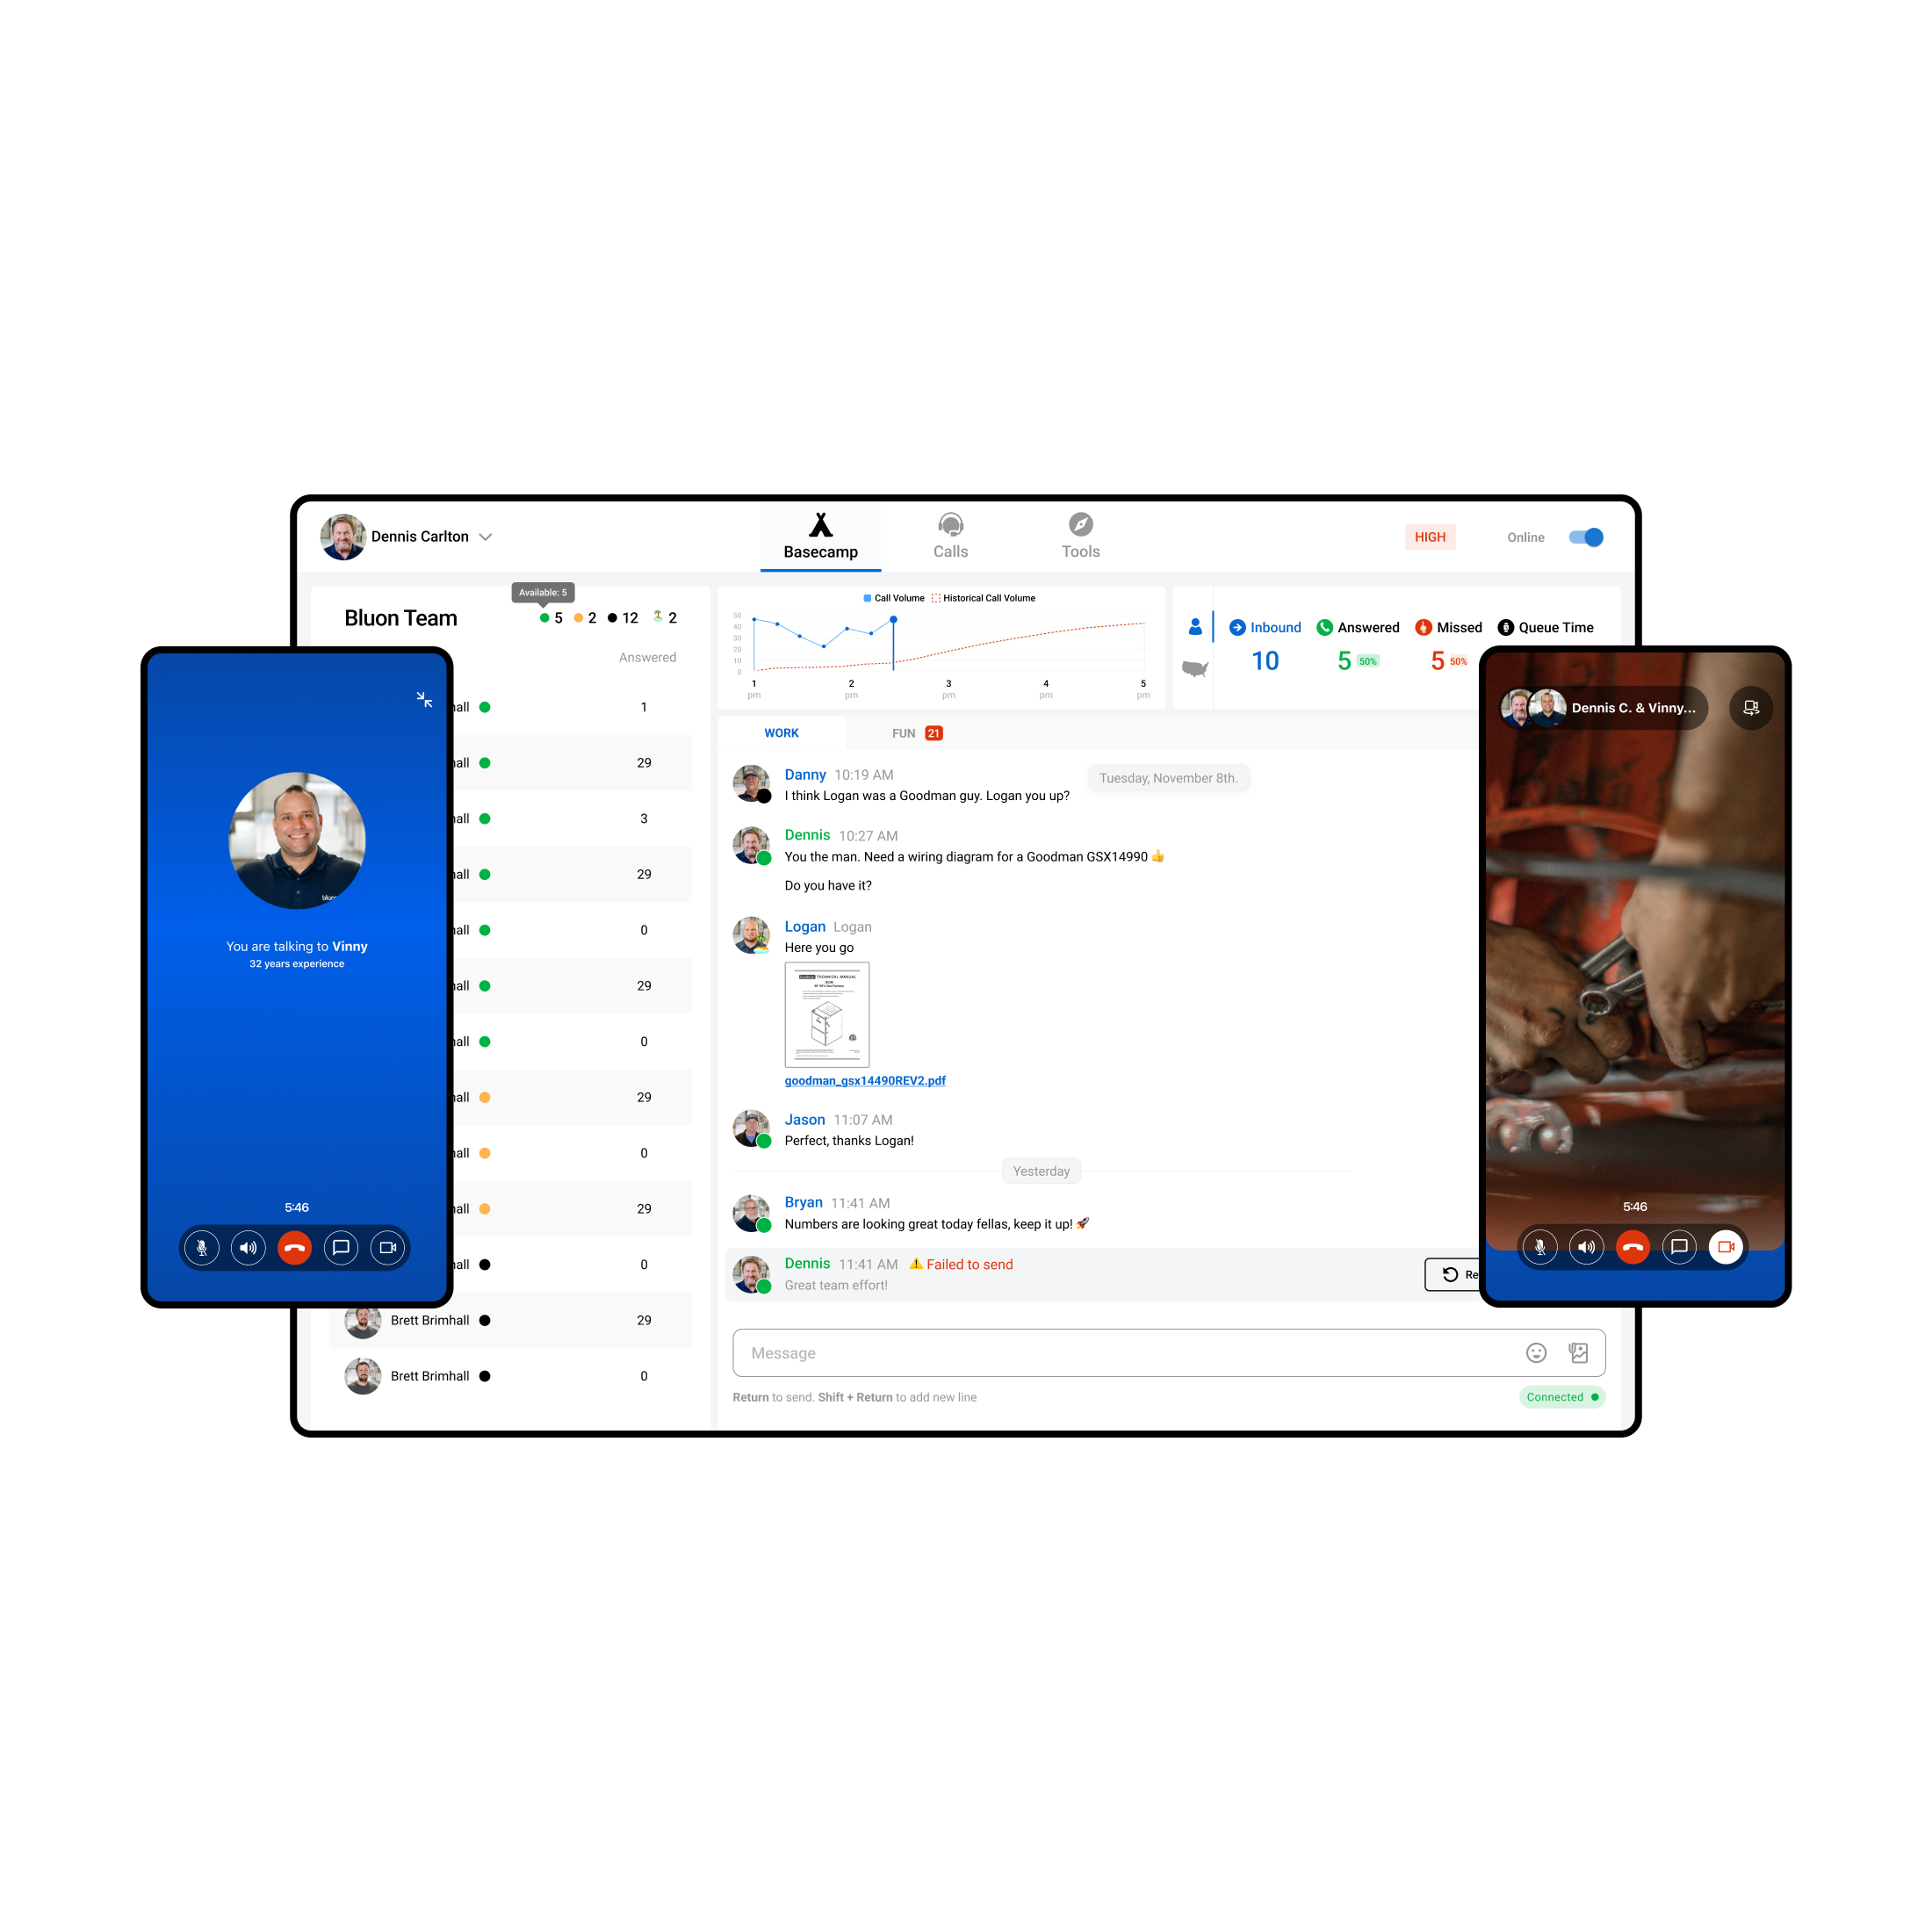 Dennis Carlton
Basecamp
Calls
Tools
HIGH
Online
Bluon Team
Available: 5
5
2
12
2
Answered
hall
1
hall
29
hall
3
hall
29
hall
0
hall
29
hall
0
hall
29
hall
0
hall
29
hall
0
Brett Brimhall
29
Brett Brimhall
0
Call Volume
Historical Call Volume
50
40
30
20
10
0
1
pm
2
pm
3
pm
4
pm
5
pm
Inbound
10
Answered
5
50%
Missed
5
50%
Queue Time
WORK
FUN
21
Tuesday, November 8th.
Danny 10:19 AM
I think Logan was a Goodman guy. Logan you up?
Dennis 10:27 AM
You the man. Need a wiring diagram for a Goodman GSX14990
Do you have it?
Logan Logan
Here you go
TECHNICAL MANUAL
goodman_gsx14490REV2.pdf
Jason 11:07 AM
Perfect, thanks Logan!
Yesterday
Bryan 11:41 AM
Numbers are looking great today fellas, keep it up!
Dennis 11:41 AM Failed to send
Great team effort!
Re
Message
Return to send. Shift + Return to add new line
Connected
bluon
You are talking to Vinny
32 years experience
5:46
Dennis C. & Vinny...
5:46